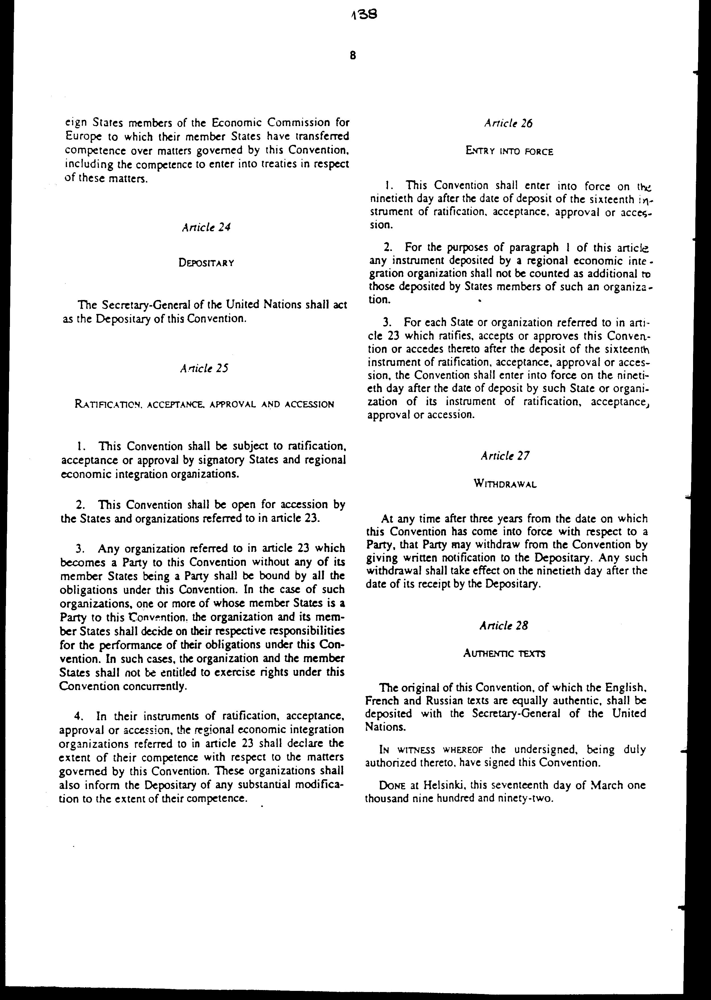 138
8
eign States members of the Economic Commission for
Europe to which their member States have transferred
competence over matters governed by this Convention,
including the competence to enter into treaties in respect
of these matters.
Article 24
DEPOSITARY
The Secretary-General of the United Nations shall act
as the Depositary of this Convention.
Article 25
RATIFICATION, ACCEPTANCE, APPROVAL AND ACCESSION
1. This Convention shall be subject to ratification,
acceptance or approval by signatory States and regional
economic integration organizations.
2. This Convention shall be open for accession by
the States and organizations referred to in article 23.
3. Any organization referred to in article 23 which
becomes a Party to this Convention without any of its
member States being a Party shall be bound by all the
obligations under this Convention. In the case of such
organizations, one or more of whose member States is a
Party to this Convention, the organization and its mem-
ber States shall decide on their respective responsibilities
for the performance of their obligations under this Con-
vention. In such cases, the organization and the member
States shall not be entitled to exercise rights under this
Convention concurrently.
4. In their instruments of ratification, acceptance,
approval or accession, the regional economic integration
organizations referred to in article 23 shall declare the
extent of their competence with respect to the matters
governed by this Convention. These organizations shall
also inform the Depositary of any substantial modifica-
tion to the extent of their competence.
Article 26
ENTRY INTO FORCE
1. This Convention shall enter into force on the
ninetieth day after the date of deposit of the sixteenth in-
strument of ratification, acceptance, approval or acces-
sion.
2. For the purposes of paragraph 1 of this article
any instrument deposited by a regional economic inte-
gration organization shall not be counted as additional to
those deposited by States members of such an organiza-
tion.
3. For each State or organization referred to in arti-
cle 23 which ratifies, accepts or approves this Conven-
tion or accedes thereto after the deposit of the sixteenth
instrument of ratification, acceptance, approval or acces-
sion, the Convention shall enter into force on the nineti-
eth day after the date of deposit by such State or organi-
zation of its instrument of ratification, acceptance,
approval or accession.
Article 27
WITHDRAWAL
At any time after three years from the date on which
this Convention has come into force with respect to a
Party, that Party may withdraw from the Convention by
giving written notification to the Depositary. Any such
withdrawal shall take effect on the ninetieth day after the
date of its receipt by the Depositary.
Article 28
AUTHENTIC TEXTS
The original of this Convention, of which the English,
French and Russian texts are equally authentic, shall be
deposited with the Secretary-General of the United
Nations.
IN WITNESS WHEREOF the undersigned, being duly
authorized thereto, have signed this Convention.
DONE at Helsinki, this seventeenth day of March one
thousand nine hundred and ninety-two.